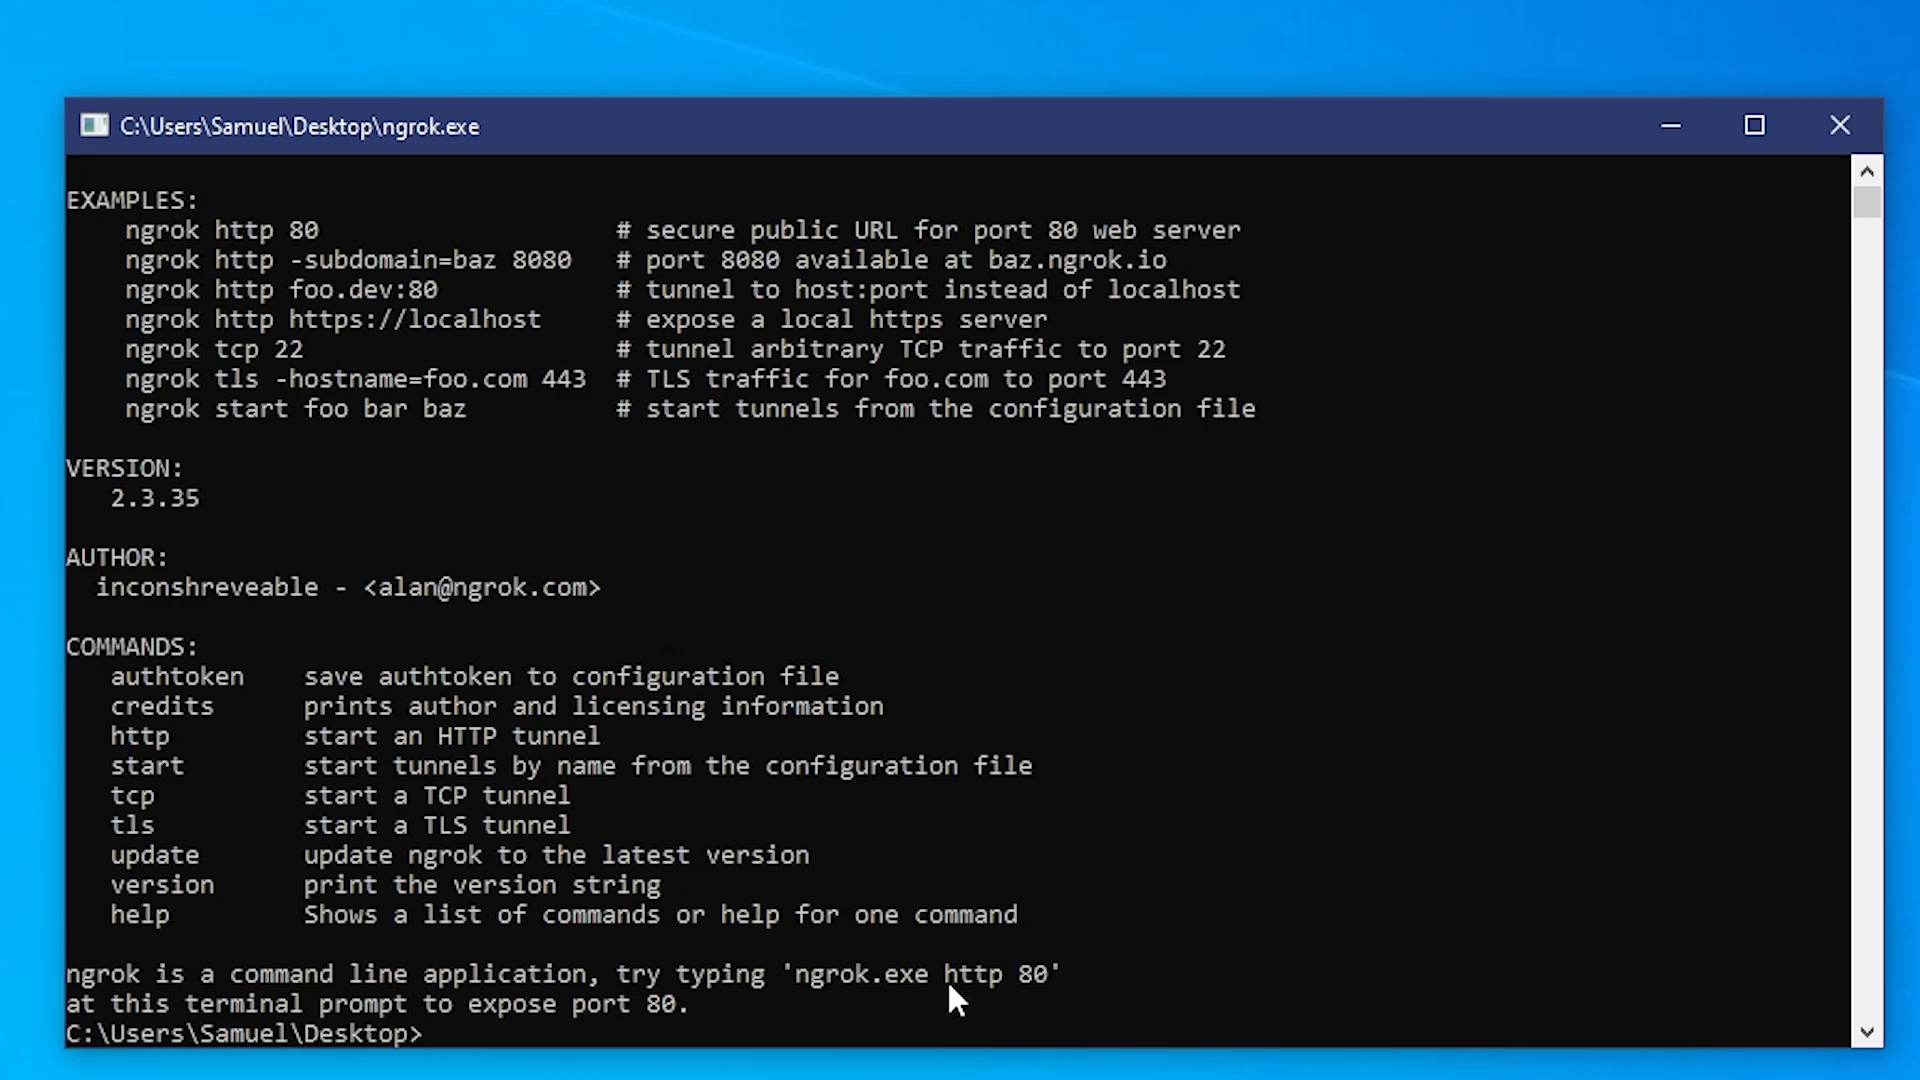 C:\Users\Samuel\Desktop\ngrok.exe
EXAMPLES:
ngrok http 80 # secure public URL for port 80 web server
ngrok http -subdomain=baz 8080 # port 8080 available at baz.ngrok.io
ngrok http foo.dev:80 # tunnel to host:port instead of localhost
ngrok http https://localhost # expose a local https server
ngrok tcp 22 # tunnel arbitrary TCP traffic to port 22
ngrok tls -hostname=foo.com 443 # TLS traffic for foo.com to port 443
ngrok start foo bar baz # start tunnels from the configuration file
VERSION:
2.3.35
AUTHOR:
inconshreveable - <alan@ngrok.com>
COMMANDS:
authtoken save authtoken to configuration file
credits prints author and licensing information
http start an HTTP tunnel
start start tunnels by name from the configuration file
tcp start a TCP tunnel
tls start a TLS tunnel
update update ngrok to the latest version
version print the version string
help Shows a list of commands or help for one command
ngrok is a command line application, try typing 'ngrok.exe http 80'
at this terminal prompt to expose port 80.
C:\Users\Samuel\Desktop>